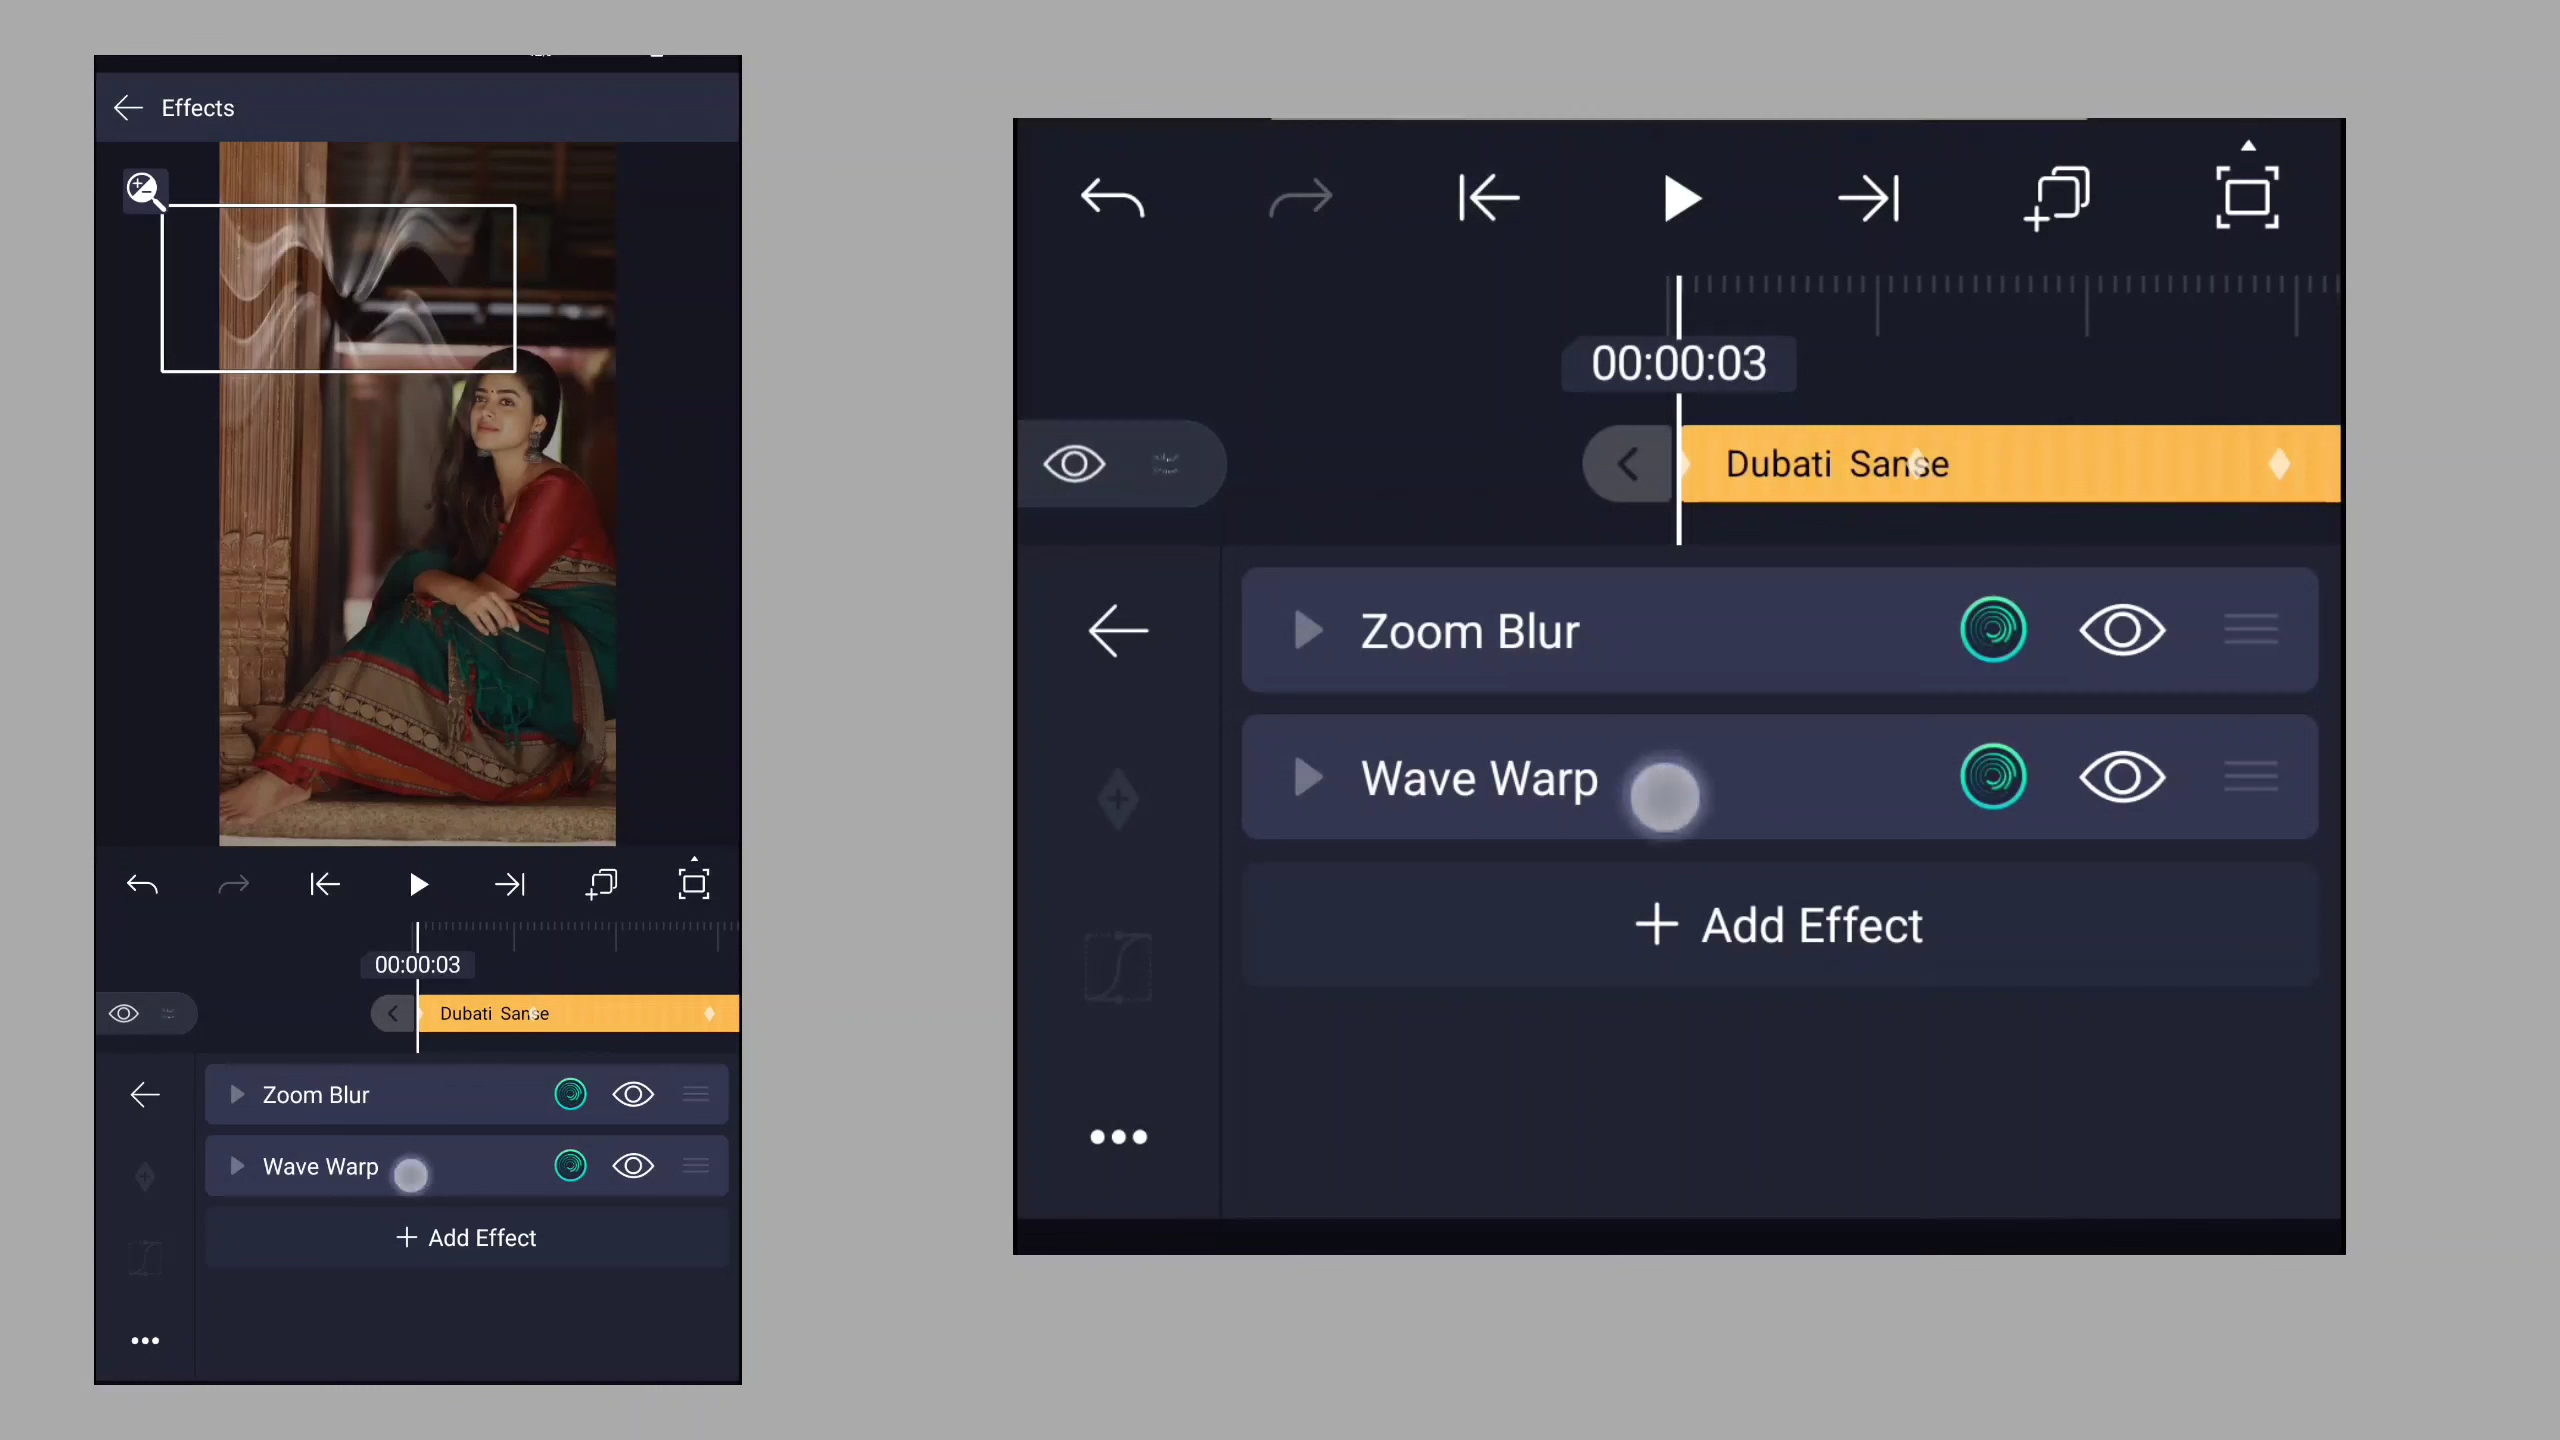 Effects
00:00:03
Dubati Sanse
Zoom Blur
Wave Warp
+ Add Effect
00:00:03
Dubati Sanse
Zoom Blur
Wave Warp
+ Add Effect